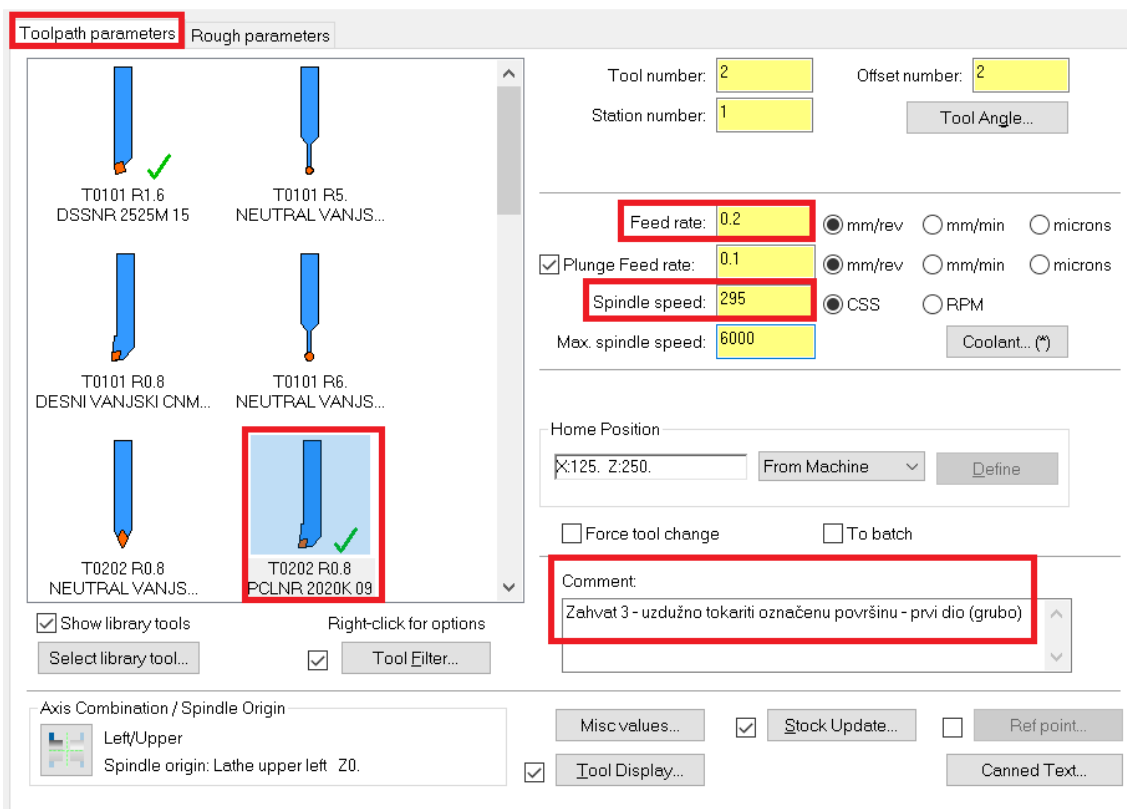 Toolpath parameters
Rough parameters
T0101 R1.6
DSSNR 2525M 15
T0101 R5.
NEUTRAL VANJS...
T0101 R0.8
DESNI VANJSKI CNM...
T0101 R6.
NEUTRAL VANJS...
T0202 R0.8
NEUTRAL VANJS...
T0202 R0.8
PCLNR 2020K 09
Show library tools
Right-click for options
Select library tool...
Tool Filter...
Axis Combination / Spindle Origin
Left/Upper
Spindle origin: Lathe upper left Z0.
Tool number: 2
Offset number: 2
Station number: 1
Tool Angle...
Feed rate: 0.2 mm/rev mm/min microns
Plunge Feed rate: 0.1 mm/rev mm/min microns
Spindle speed: 295 CSS RPM
Max. spindle speed: 6000
Coolant... (*)
Home Position
X:125. Z:250. From Machine Define
Force tool change To batch
Comment:
Zahvat 3 - uzdužno tokariti označenu površinu - prvi dio (grubo)
Misc values... Stock Update... Ref point...
Tool Display... Canned Text...